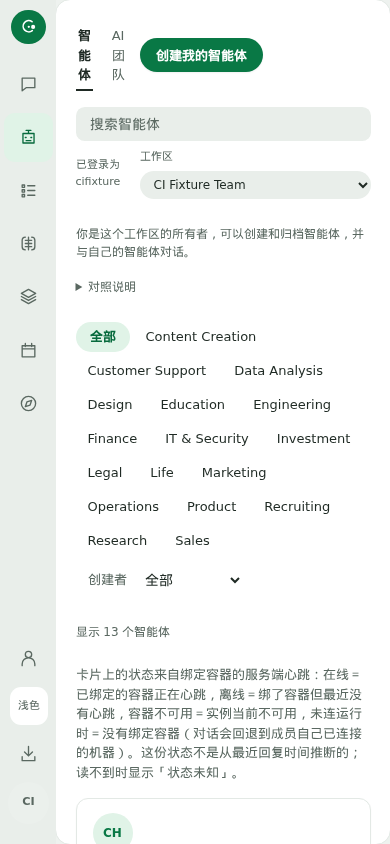 智能体
AI 团队
创建我的智能体
搜索智能体
已登录为
cifixture
工作区
CI Fixture Team
你是这个工作区的所有者，可以创建和归档智能体，并
与自己的智能体对话。
对照说明
全部
Content Creation
Customer Support
Data Analysis
Design
Education
Engineering
Finance
IT & Security
Investment
Legal
Life
Marketing
Operations
Product
Recruiting
Research
Sales
创建者
全部
显示 13 个智能体
卡片上的状态来自绑定容器的服务端心跳：在线 =
已绑定的容器正在心跳，离线 = 绑了容器但最近没
有心跳，容器不可用 = 实例当前不可用，未连运行
时 = 没有绑定容器（对话会回退到成员自己已连接
的机器）。这份状态不是从最近回复时间推断的；
读不到时显示「状态未知」。
CH
浅色
CI